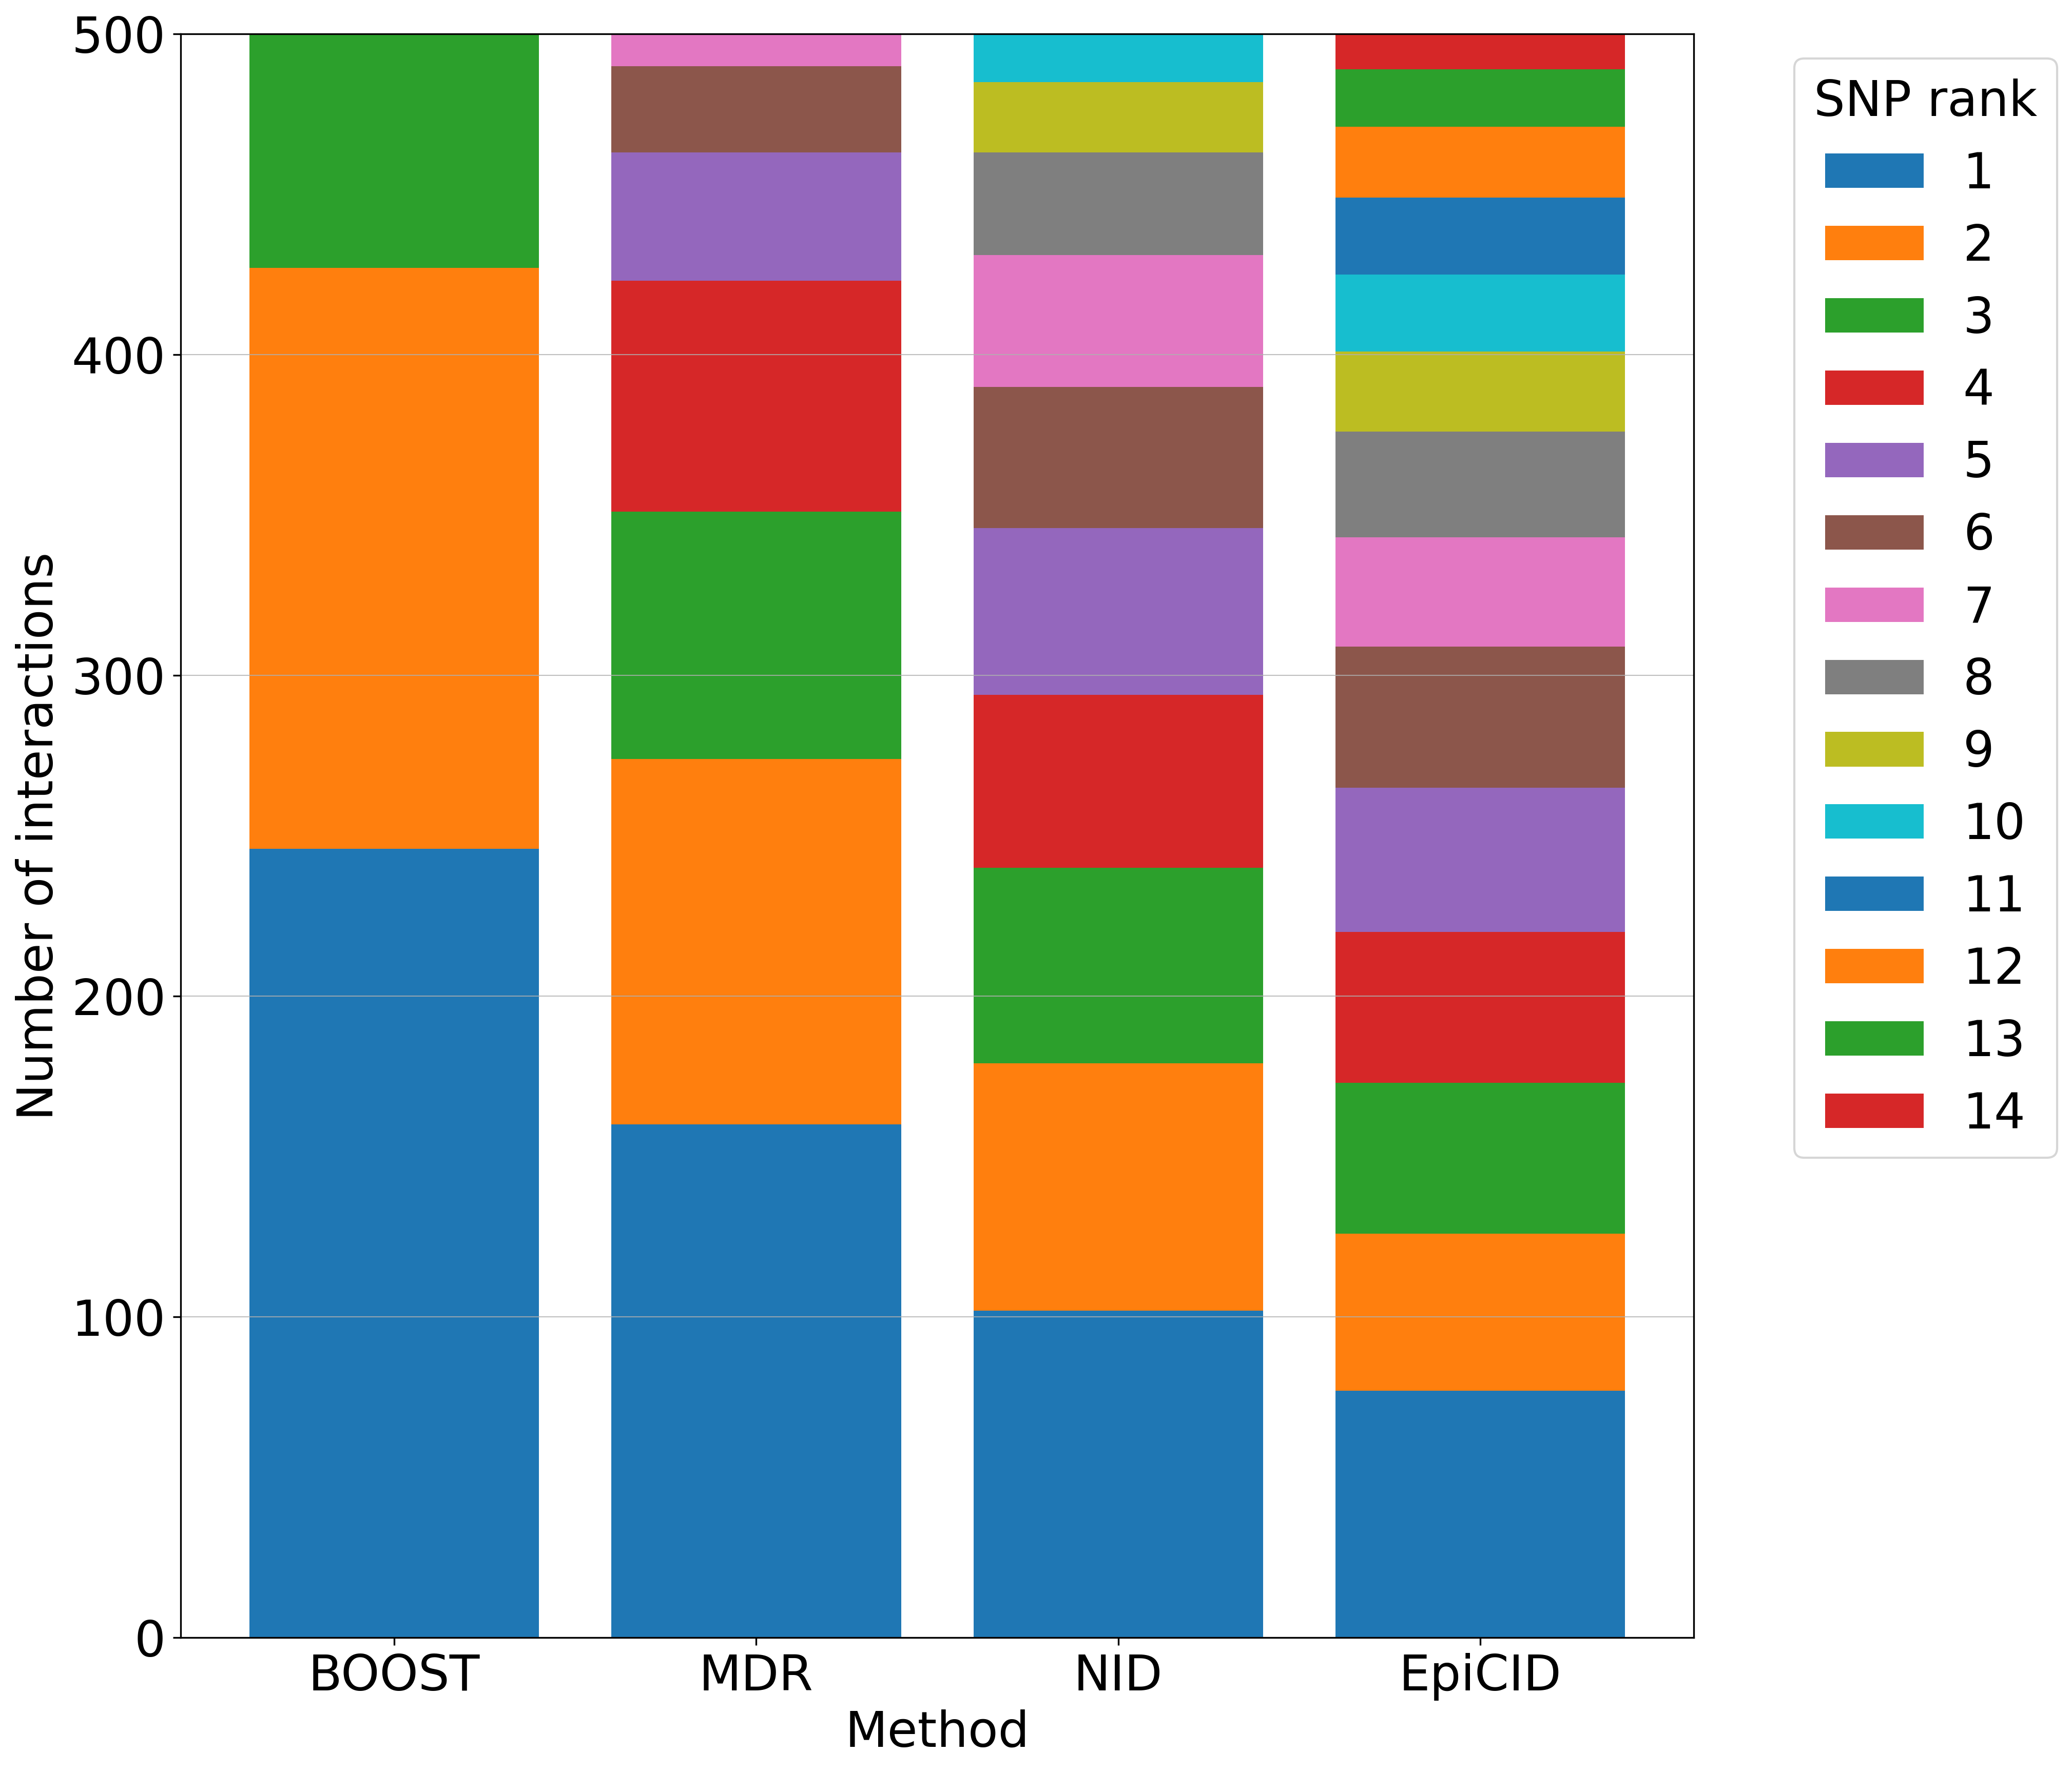 500
400
300
200
100
0
Number of interactions
BOOST
MDR
NID
EpiCID
Method
SNP rank
1
2
3
4
5
6
7
8
9
10
11
12
13
14